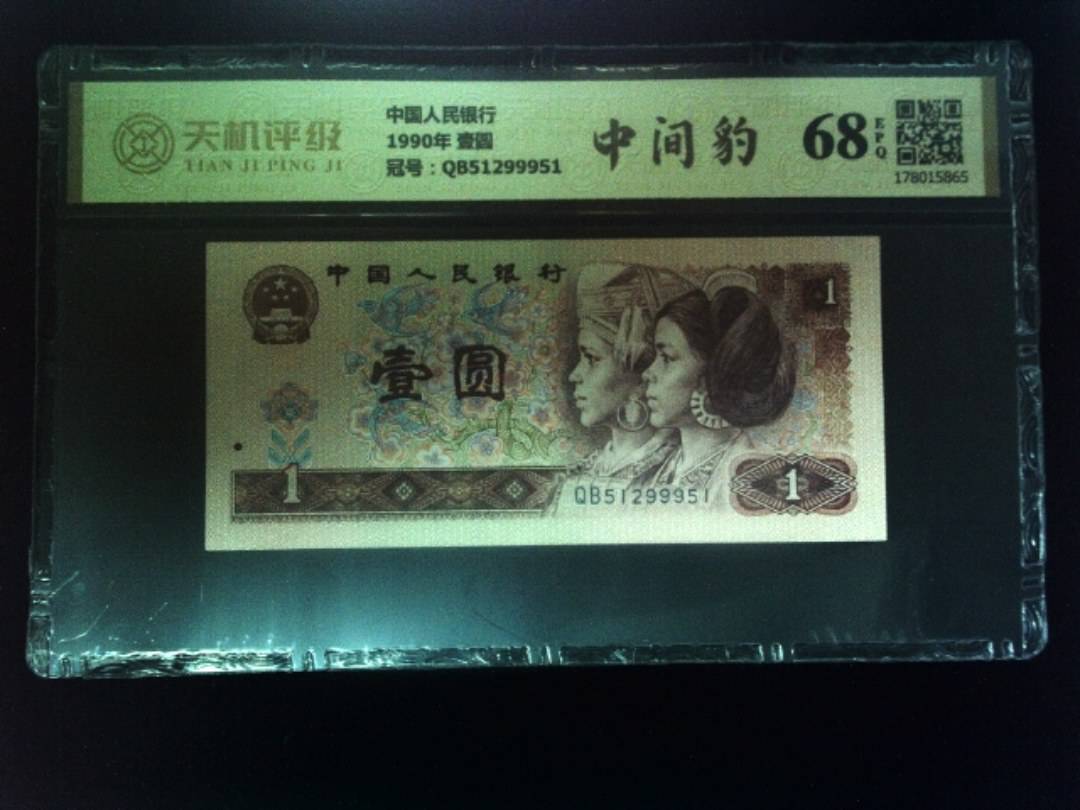 天机评级
TIAN JI PING JI
中国人民银行
1990年 壹圆
冠号：QB51299951
中间豹
68
EPQ
178015865
中国人民银行
1
壹圆
1
QB51299951
1